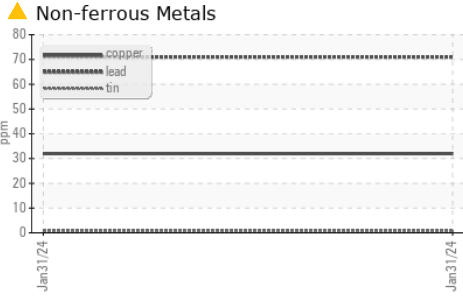 Non-ferrous Metals
80
70
60
50
40
30
20
10
0
ppm
copper
lead
tin
Jan31/24
Jan31/24